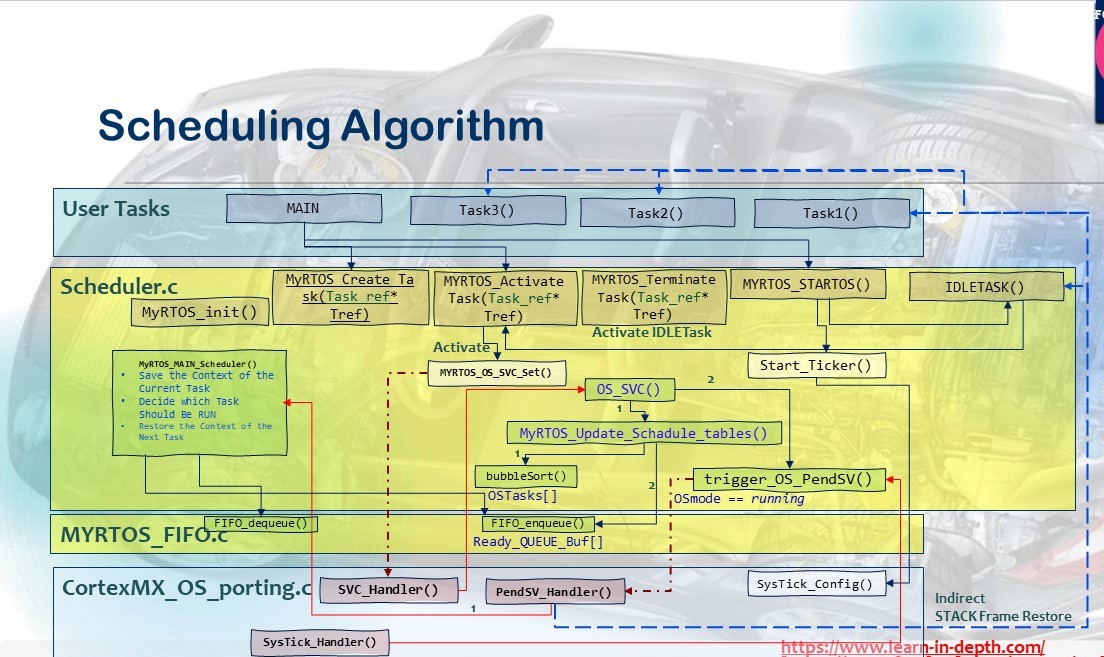 Scheduling Algorithm
User Tasks
MAIN
Task3()
Task2()
Task1()
Scheduler.c
MyRTOS_init()
MyRTOS_Create_Ta
sk(Task_ref*
Tref)
MYRTOS_Activate
Task(Task_ref*
Tref)
MYRTOS_Terminate
Task(Task_ref*
Tref)
MYRTOS_STARTOS()
IDLETASK()
Activate IDLETask
Activate
MYRTOS_OS_SVC_Set()
Start_Ticker()
MyRTOS_MAIN_Scheduler()
• Save the Context of the
Current Task
• Decide which Task
Should Be RUN
• Restore the Context of the
Next Task
OS_SVC()
2
1
MyRTOS_Update_Schadule_tables()
1
bubbleSort()
OSTasks[]
2
trigger_OS_PendSV()
OSmode == running
MYRTOS_FIFO.c
FIFO_dequeue()
FIFO_enqueue()
Ready_QUEUE_Buf[]
CortexMX_OS_porting.c
SVC_Handler()
PendSV_Handler()
SysTick_Config()
1
SysTick_Handler()
Indirect
STACK Frame Restore
https://www.learn-in-depth.com/